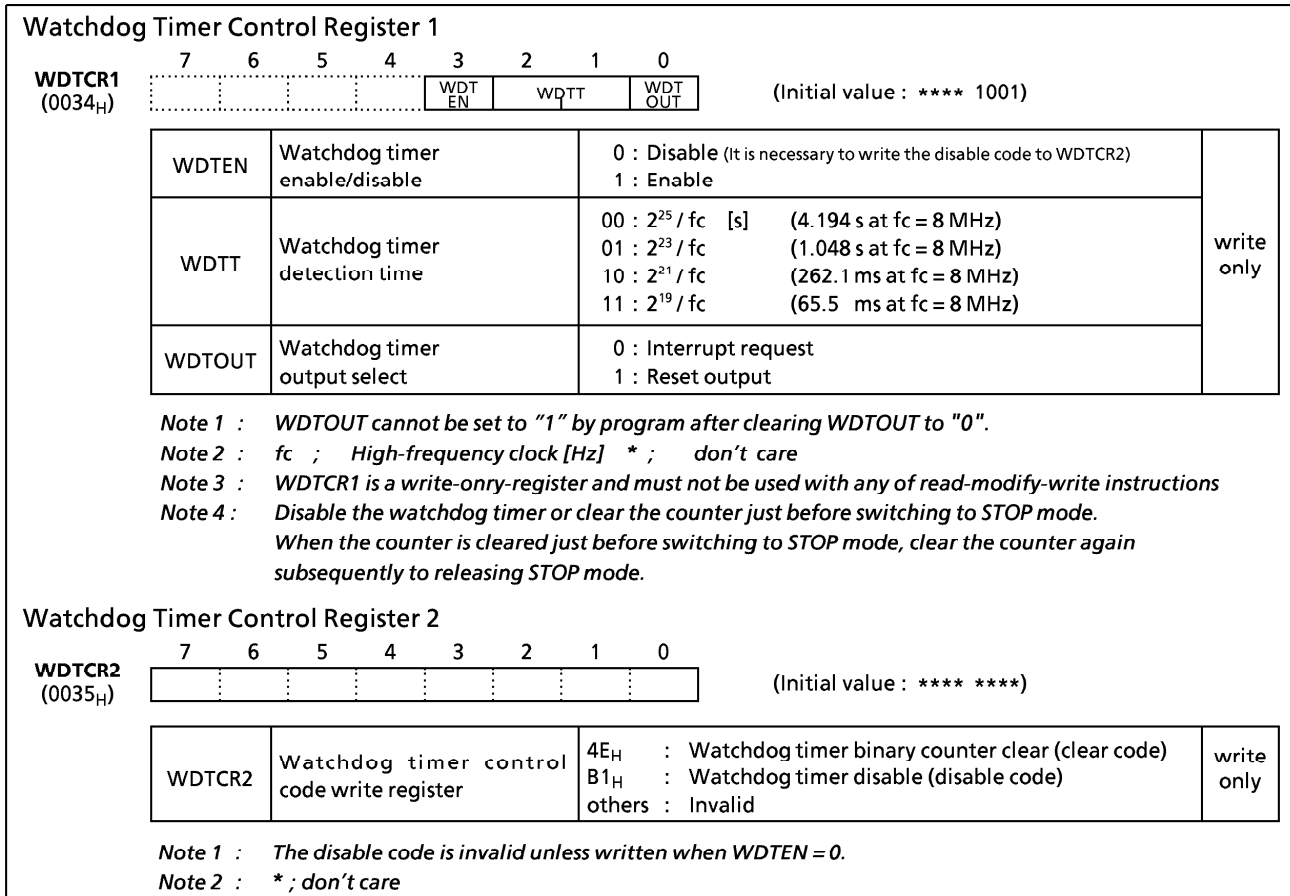 Watchdog Timer Control Register 1
7 6 5 4 3 2 1 0
WDTCR1
(0034H)
WDT EN WDTT WDT OUT (Initial value : **** 1001)
WDTEN Watchdog timer enable/disable
0 : Disable (It is necessary to write the disable code to WDTCR2)
1 : Enable
WDTT Watchdog timer detection time
00 : 2²⁵ / fc [s] (4.194 s at fc = 8 MHz)
01 : 2²³ / fc (1.048 s at fc = 8 MHz)
10 : 2²¹ / fc (262.1 ms at fc = 8 MHz)
11 : 2¹⁹ / fc (65.5 ms at fc = 8 MHz)
WDTOUT Watchdog timer output select
0 : Interrupt request
1 : Reset output
write only
Note 1 : WDTOUT cannot be set to "1" by program after clearing WDTOUT to "0".
Note 2 : fc ; High-frequency clock [Hz] * ; don't care
Note 3 : WDTCR1 is a write-onry-register and must not be used with any of read-modify-write instructions
Note 4 : Disable the watchdog timer or clear the counter just before switching to STOP mode.
When the counter is cleared just before switching to STOP mode, clear the counter again
subsequently to releasing STOP mode.
Watchdog Timer Control Register 2
7 6 5 4 3 2 1 0
WDTCR2
(0035H)
(Initial value : **** ****)
WDTCR2 Watchdog timer control code write register
4EH : Watchdog timer binary counter clear (clear code)
B1H : Watchdog timer disable (disable code)
others : Invalid
write only
Note 1 : The disable code is invalid unless written when WDTEN = 0.
Note 2 : * ; don't care